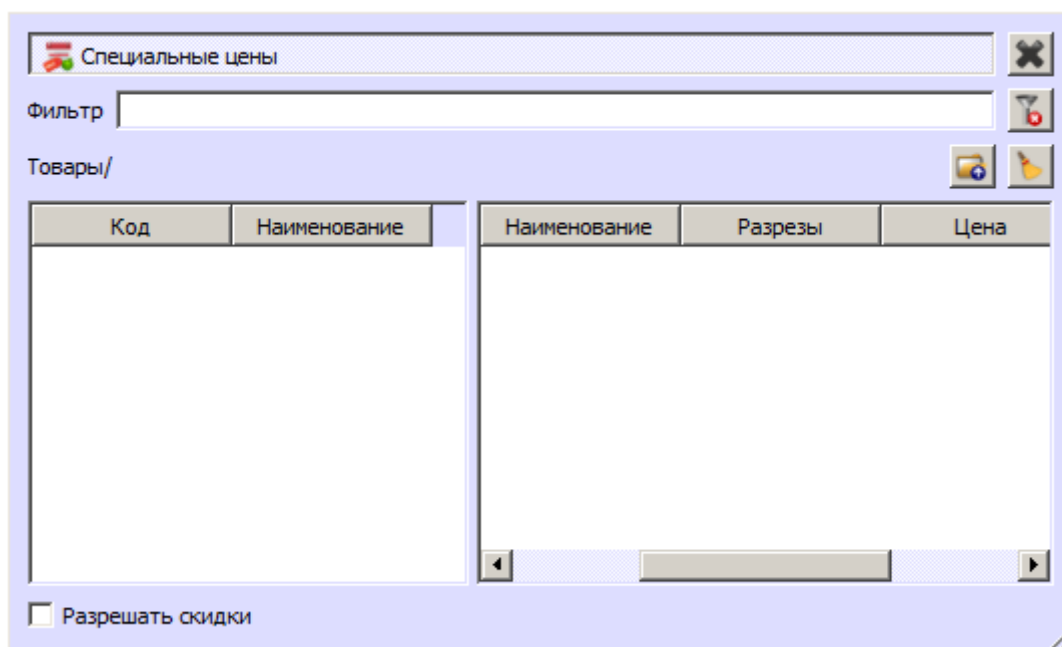 Специальные цены
Фильтр
Товары/
Код Наименование Наименование Разрезы Цена
Разрешать скидки